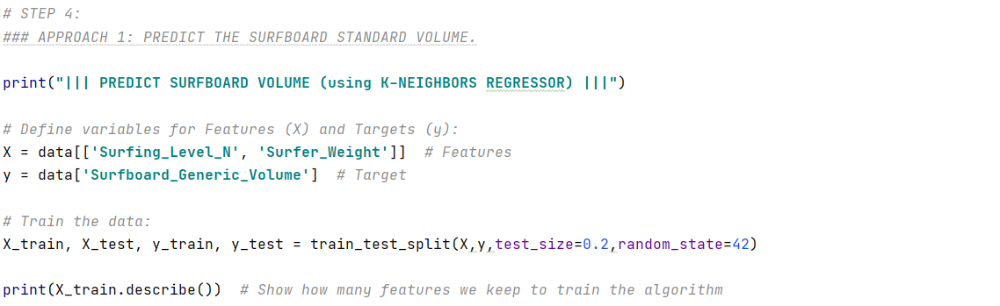 # STEP 4:
### APPROACH 1: PREDICT THE SURFBOARD STANDARD VOLUME.
print("||| PREDICT SURFBOARD VOLUME (using K-NEIGHBORS REGRESSOR) |||")
# Define variables for Features (X) and Targets (y):
X = data[['Surfing_Level_N', 'Surfer_Weight']]  # Features
y = data['Surfboard_Generic_Volume']  # Target
# Train the data:
X_train, X_test, y_train, y_test = train_test_split(X,y,test_size=0.2,random_state=42)
print(X_train.describe())  # Show how many features we keep to train the algorithm